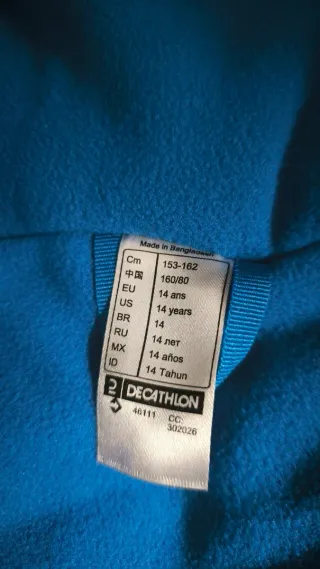 Made in Bangladesh
Cm 153-162
中国 160/80
EU 14 ans
US 14 years
BR 14
RU 14 лет
MX 14 años
ID 14 Tahun
2 DECATHLON
46111 CC:
302026